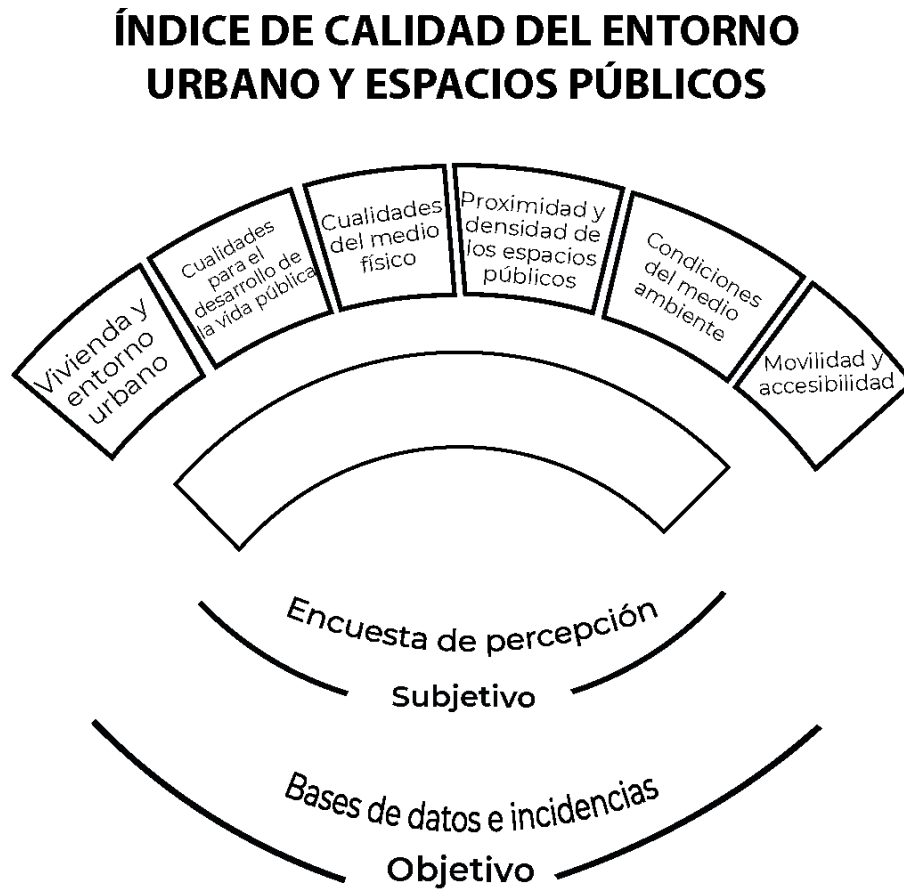 ÍNDICE DE CALIDAD DEL ENTORNO
URBANO Y ESPACIOS PÚBLICOS
Vivienda y
entorno
urbano
Cualidades
para el
desarrollo de
la vida pública
Cualidades
del medio
físico
Proximidad y
densidad de
los espacios
públicos
Condiciones
del medio
ambiente
Movilidad y
accesibilidad
Encuesta de percepción
Subjetivo
Bases de datos e incidencias
Objetivo